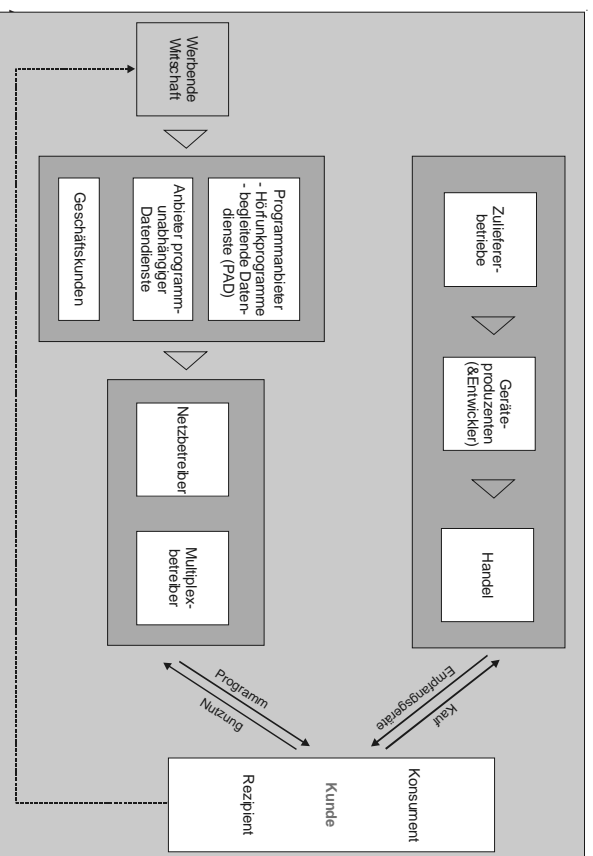 Zulieferer-
betriebe
Geräte-
produzenten
(&Entwickler)
Handel
Werbende
Wirtschaft
Programmanbieter
- Hörfunkprogramme
- begleitende Daten-
dienste (PAD)
Anbieter programm-
unabhängiger
Datendienste
Geschäftskunden
Netzbetreiber
Multiplex-
betreiber
Kauf
Empfangsgeräte
Programm
Nutzung
Konsument
Kunde
Rezipient